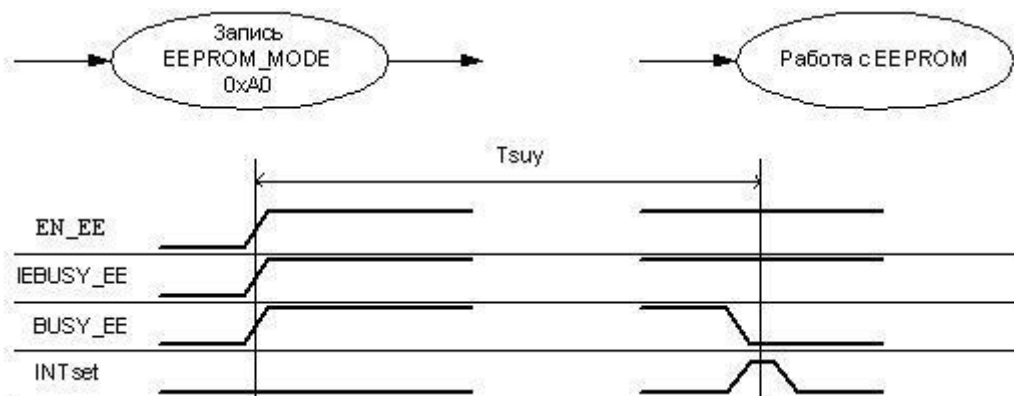 Запись
EEPROM_MODE
0xA0
Работа с EEPROM
Tsuy
EN_EE
IEBUSY_EE
BUSY_EE
INTset